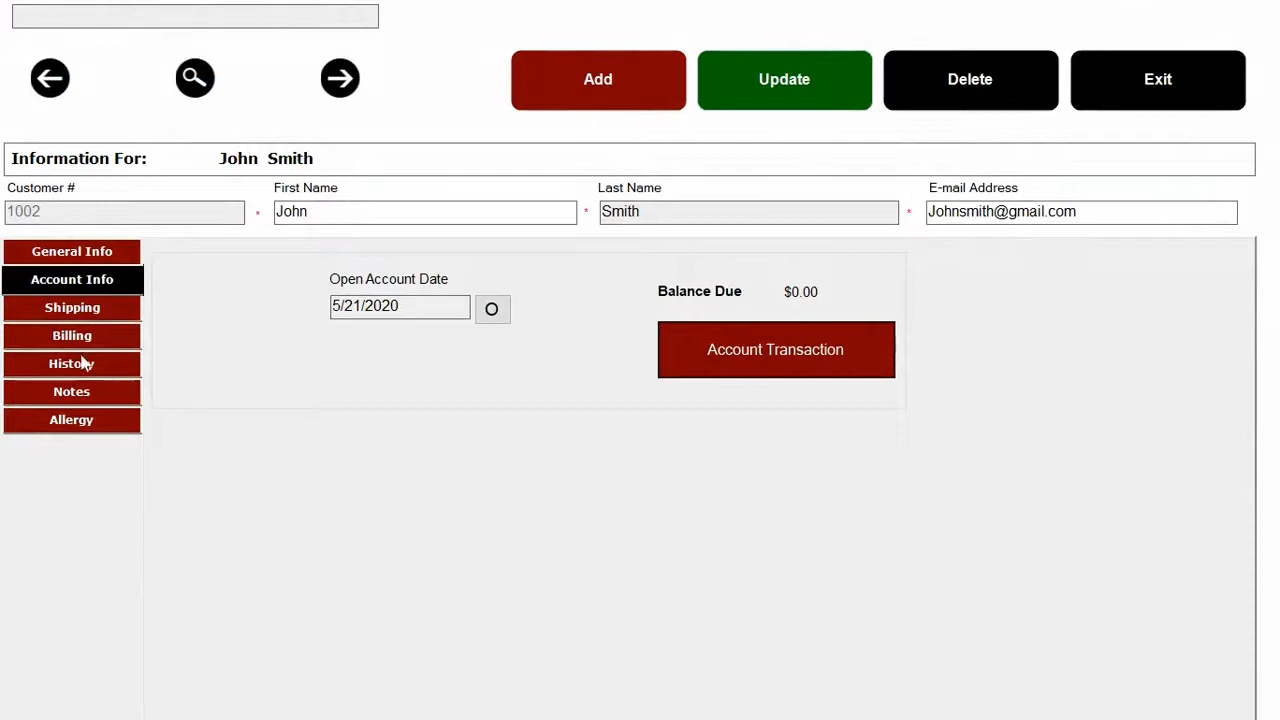 Add
Update
Delete
Exit
Information For: John Smith
Customer # First Name Last Name E-mail Address
1002 * John * Smith * Johnsmith@gmail.com
General Info
Account Info
Shipping
Billing
History
Notes
Allergy
Open Account Date
5/21/2020 O
Balance Due $0.00
Account Transaction